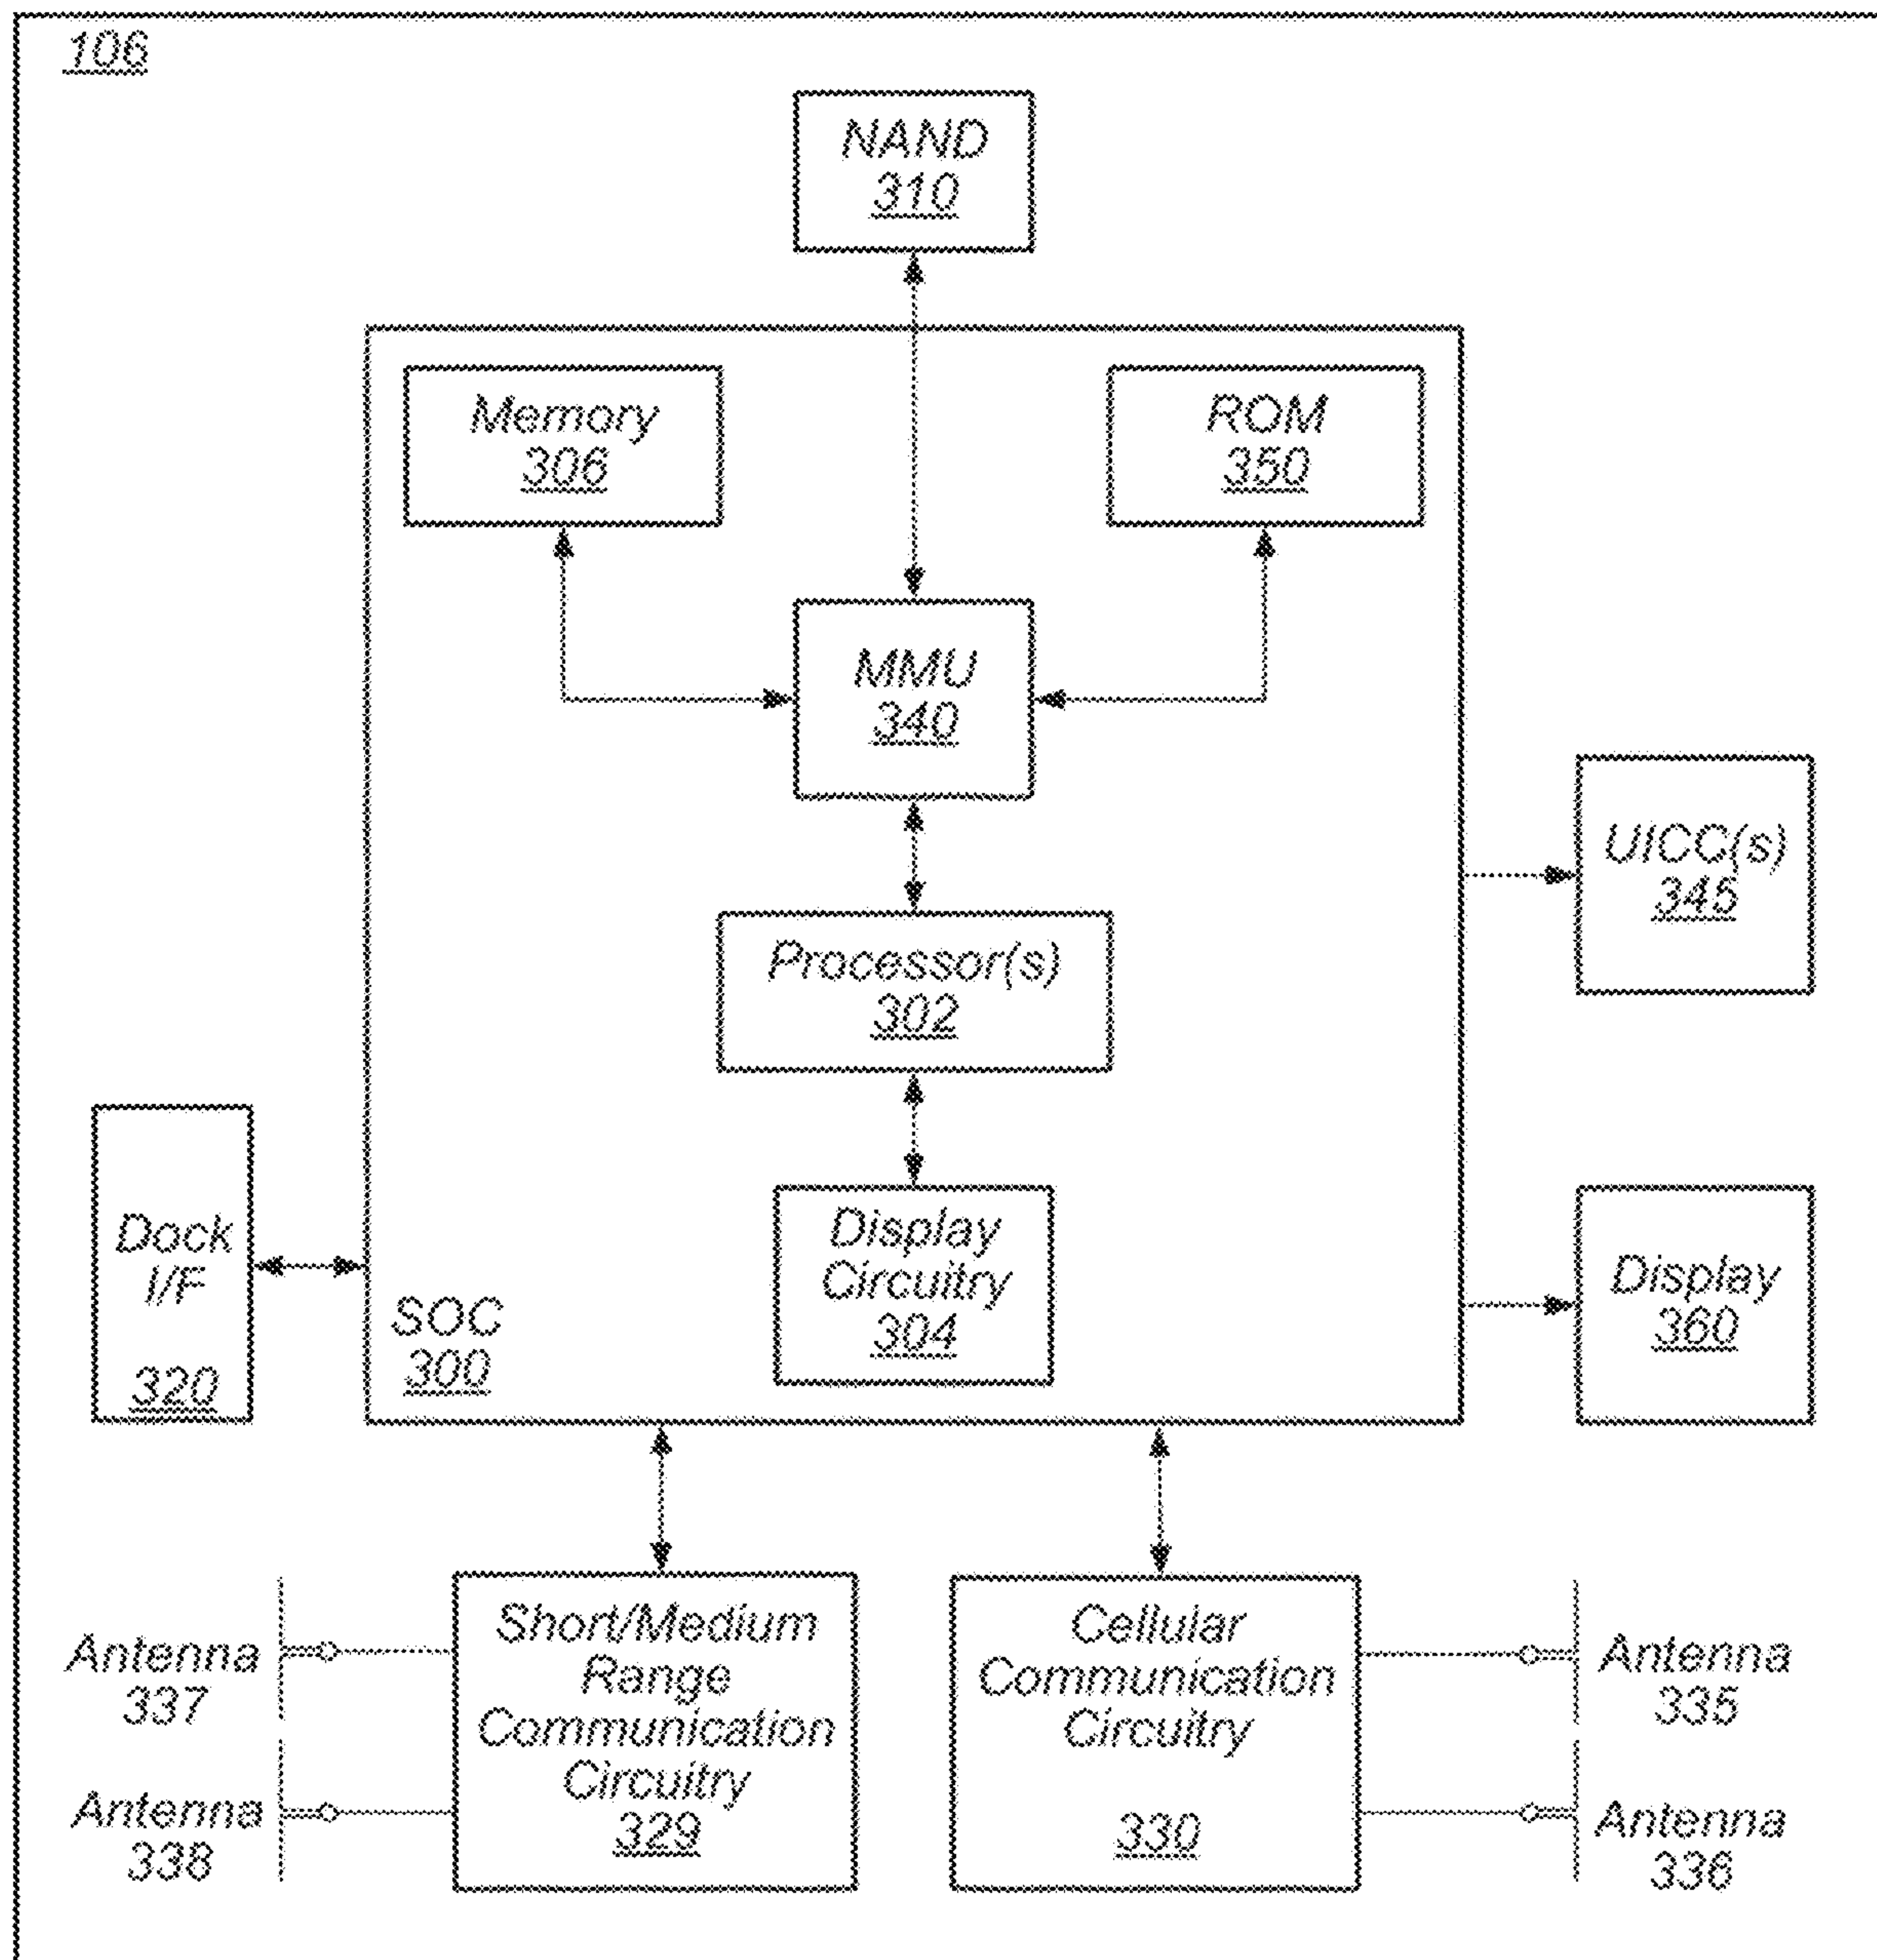 106
NAND
310
Memory
306
ROM
350
MMU
340
UICC(s)
345
Processor(s)
302
Dock
I/F
320
Display
Circuitry
304
SOC
300
Display
360
Short/Medium
Range
Communication
Circuitry
329
Cellular
Communication
Circuitry
330
Antenna
337
Antenna
338
Antenna
335
Antenna
336